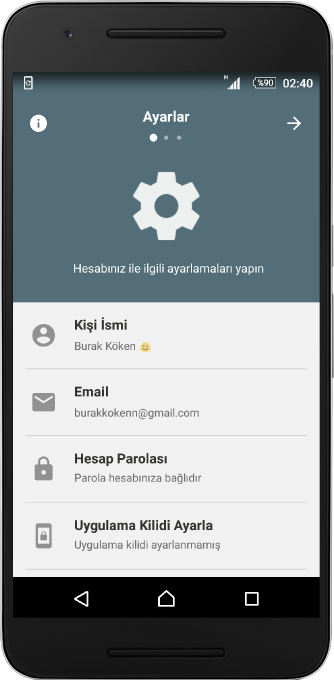 %90 02:40
Ayarlar
Hesabınız ile ilgili ayarlamaları yapın
Kişi İsmi
Burak Köken 😊
Email
burakkokenn@gmail.com
Hesap Parolası
Parola hesabınıza bağlıdır
Uygulama Kilidi Ayarla
Uygulama kilidi ayarlanmamış